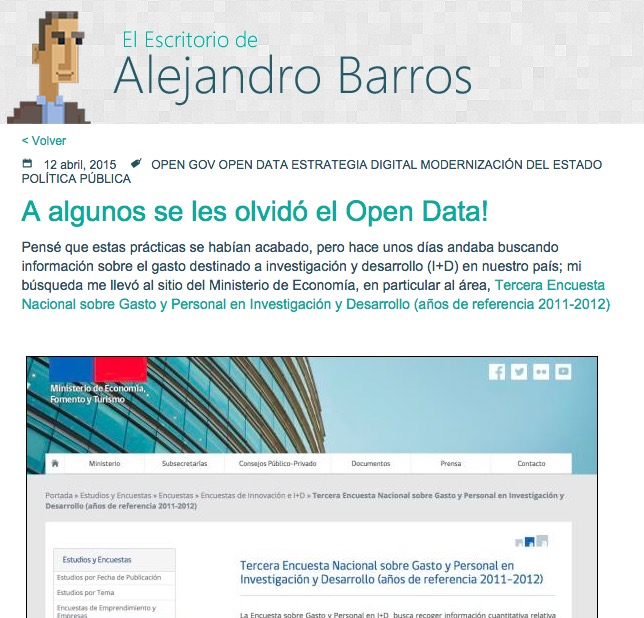 El Escritorio de
Alejandro Barros
< Volver
12 abril, 2015 OPEN GOV OPEN DATA ESTRATEGIA DIGITAL MODERNIZACIÓN DEL ESTADO
POLÍTICA PÚBLICA
A algunos se les olvidó el Open Data!
Pensé que estas prácticas se habían acabado, pero hace unos días andaba buscando
información sobre el gasto destinado a investigación y desarrollo (I+D) en nuestro país; mi
búsqueda me llevó al sitio del Ministerio de Economía, en particular al área, Tercera Encuesta
Nacional sobre Gasto y Personal en Investigación y Desarrollo (años de referencia 2011-2012)
Ministerio de Economía,
Fomento y Turismo
Ministerio Subsecretarías Consejos Público-Privado Documentos Prensa Contacto
Portada » Estudios y Encuestas » Encuestas » Encuestas de Innovación e I+D » Tercera Encuesta Nacional sobre Gasto y Personal en Investigación y
Desarrollo (años de referencia 2011-2012)
Estudios y Encuestas
Estudios por Fecha de Publicación
Estudios por Tema
Encuestas de Emprendimiento y
Empresas
Tercera Encuesta Nacional sobre Gasto y Personal en
Investigación y Desarrollo (años de referencia 2011-2012)
La Encuesta sobre Gasto y Personal en I+D busca recoger información cuantitativa relativa